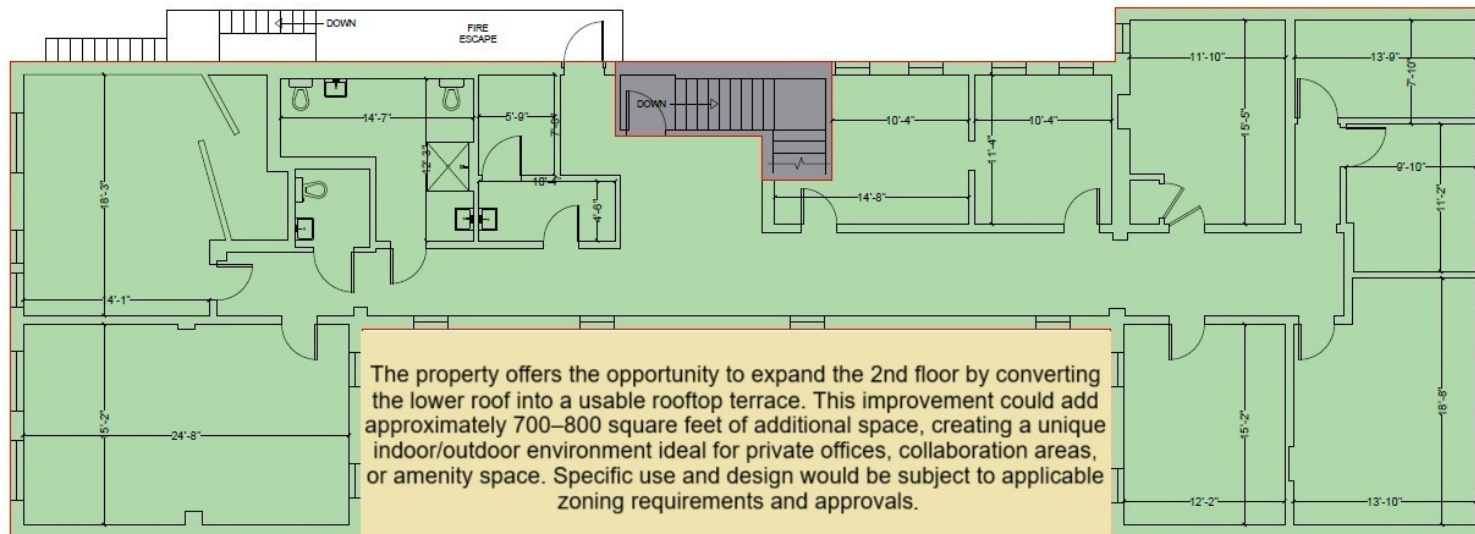 DOWN
FIRE
ESCAPE
11'-10"
13'-9"
7'-10"
DOWN
14'-7"
5'-9"
10'-4"
10'-4"
15'-5"
18'-3"
12'-3"
11'-4"
9'-10"
11'-2"
14'-8"
4'-6"
14'-1"
The property offers the opportunity to expand the 2nd floor by converting
the lower roof into a usable rooftop terrace. This improvement could add
approximately 700–800 square feet of additional space, creating a unique
indoor/outdoor environment ideal for private offices, collaboration areas,
or amenity space. Specific use and design would be subject to applicable
zoning requirements and approvals.
15'-2"
24'-8"
15'-2"
12'-2"
18'-8"
13'-10"